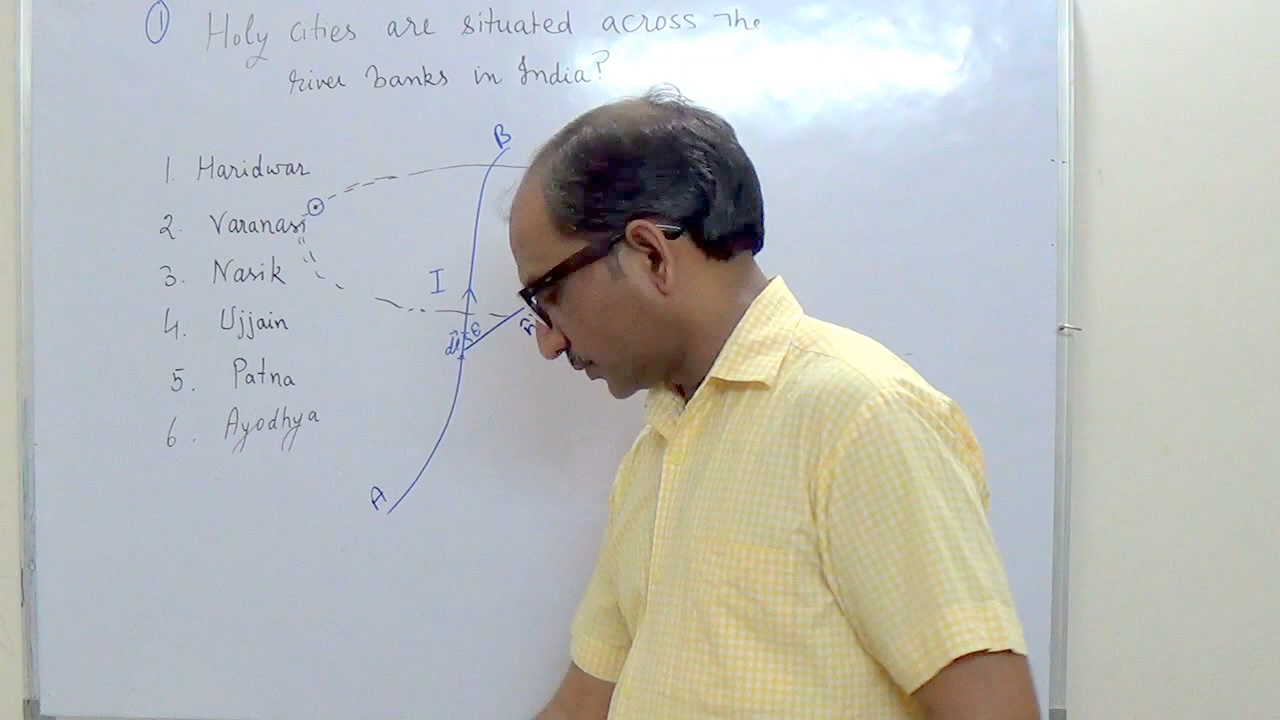 1 Holy cities are situated across the
river banks in India?
1. Haridwar
2. Varanasi
3. Nasik
4. Ujjain
5. Patna
6. Ayodhya
B
I
θ
dl
A